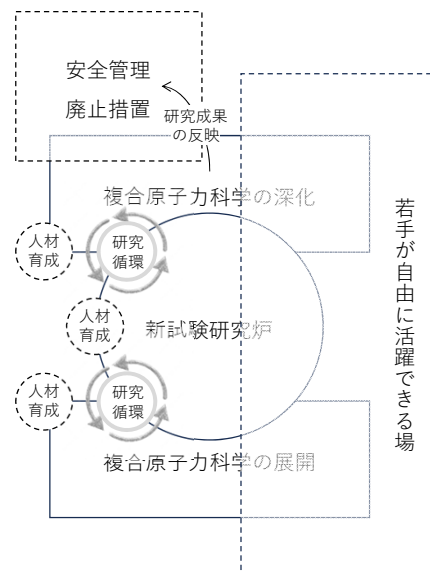 安全管理
廃止措置
研究成果
の反映
複合原子力科学の深化
人材
育成
研究
循環
人材
育成
新試験研究炉
人材
育成
研究
循環
複合原子力科学の展開
若手が自由に活躍できる場